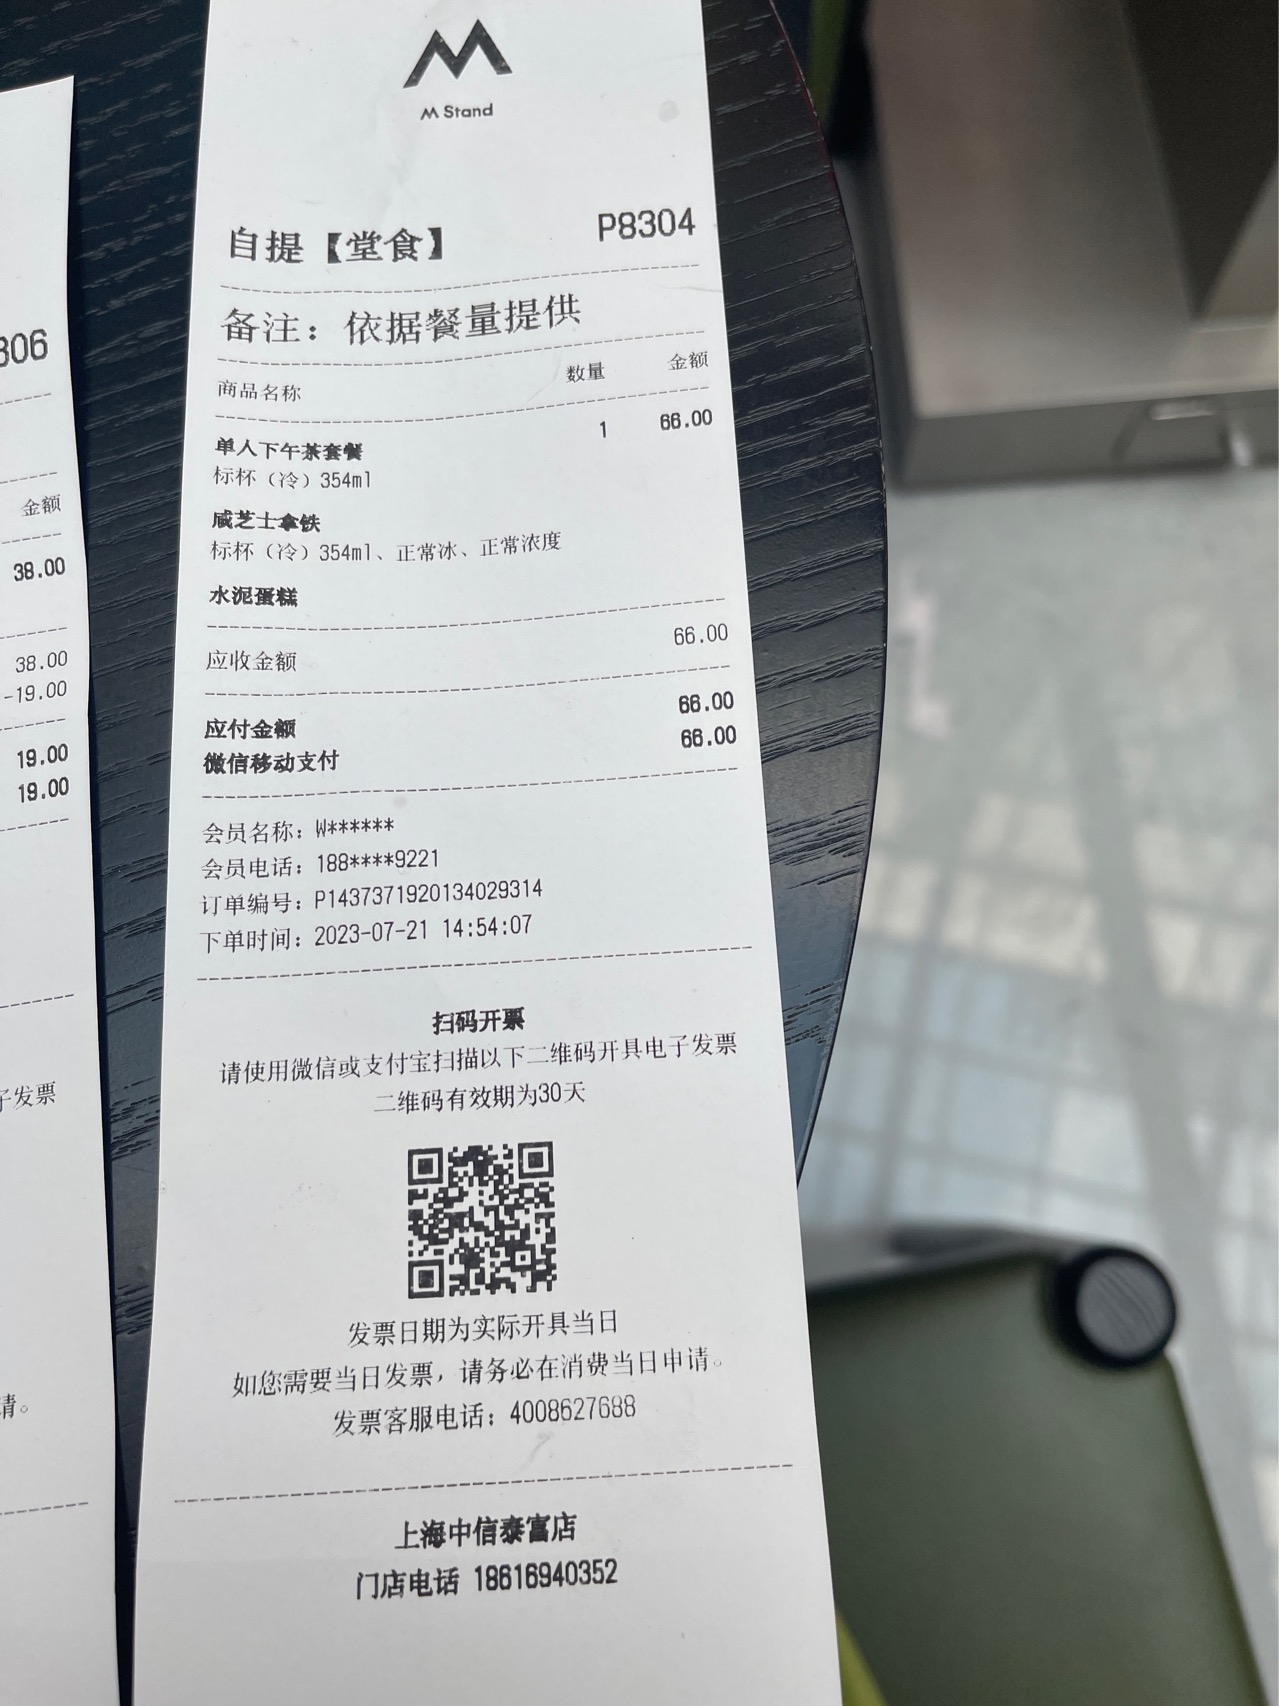 M Stand
自提【堂食】 P8304
备注：依据餐量提供
商品名称 数量 金额
单人下午茶套餐 1 66.00
标杯（冷）354ml
咸芝士拿铁
标杯（冷）354ml、正常冰、正常浓度
水泥蛋糕
应收金额 66.00
应付金额 66.00
微信移动支付 66.00
会员名称：W******
会员电话：188****9221
订单编号：P1437371920134029314
下单时间：2023-07-21 14:54:07
扫码开票
请使用微信或支付宝扫描以下二维码开具电子发票
二维码有效期为30天
发票日期为实际开具当日
如您需要当日发票，请务必在消费当日申请。
发票客服电话：4008627688
上海中信泰富店
门店电话 18616940352
306
金额
38.00
38.00
-19.00
19.00
19.00
子发票
请。